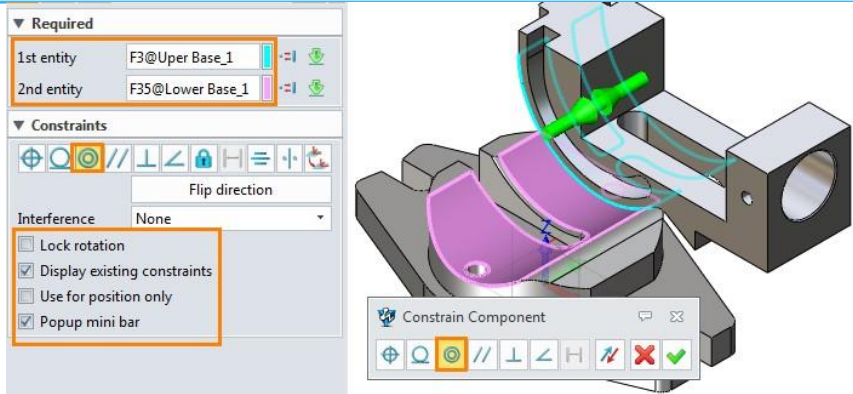 ▼ Required
1st entity F3@Uper Base_1
2nd entity F35@Lower Base_1
▼ Constraints
Flip direction
Interference None
Lock rotation
Display existing constraints
Use for position only
Popup mini bar
Z
Constrain Component